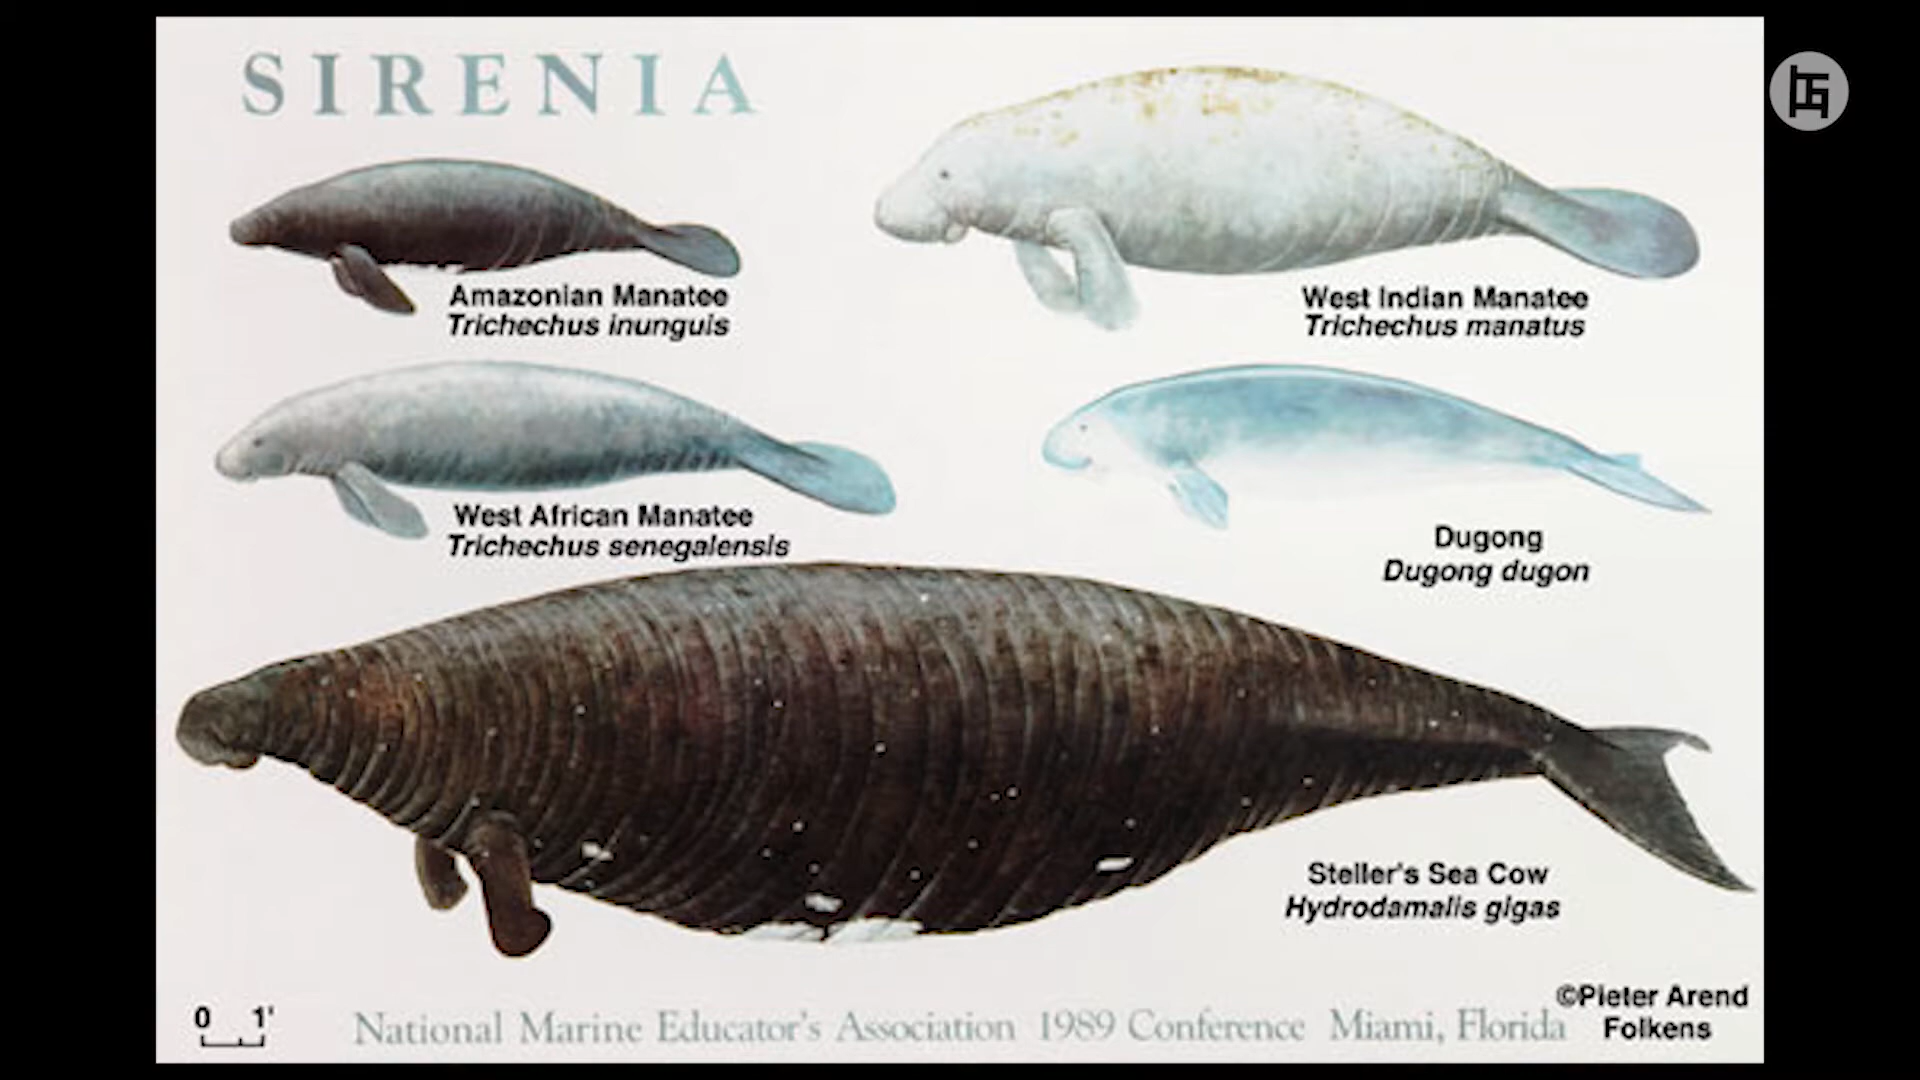 SIRENIA
Amazonian Manatee
Trichechus inunguis
West Indian Manatee
Trichechus manatus
West African Manatee
Trichechus senegalensis
Dugong
Dugong dugon
Steller's Sea Cow
Hydrodamalis gigas
0 1'
National Marine Educator's Association 1989 Conference Miami, Florida
©Pieter Arend
Folkens